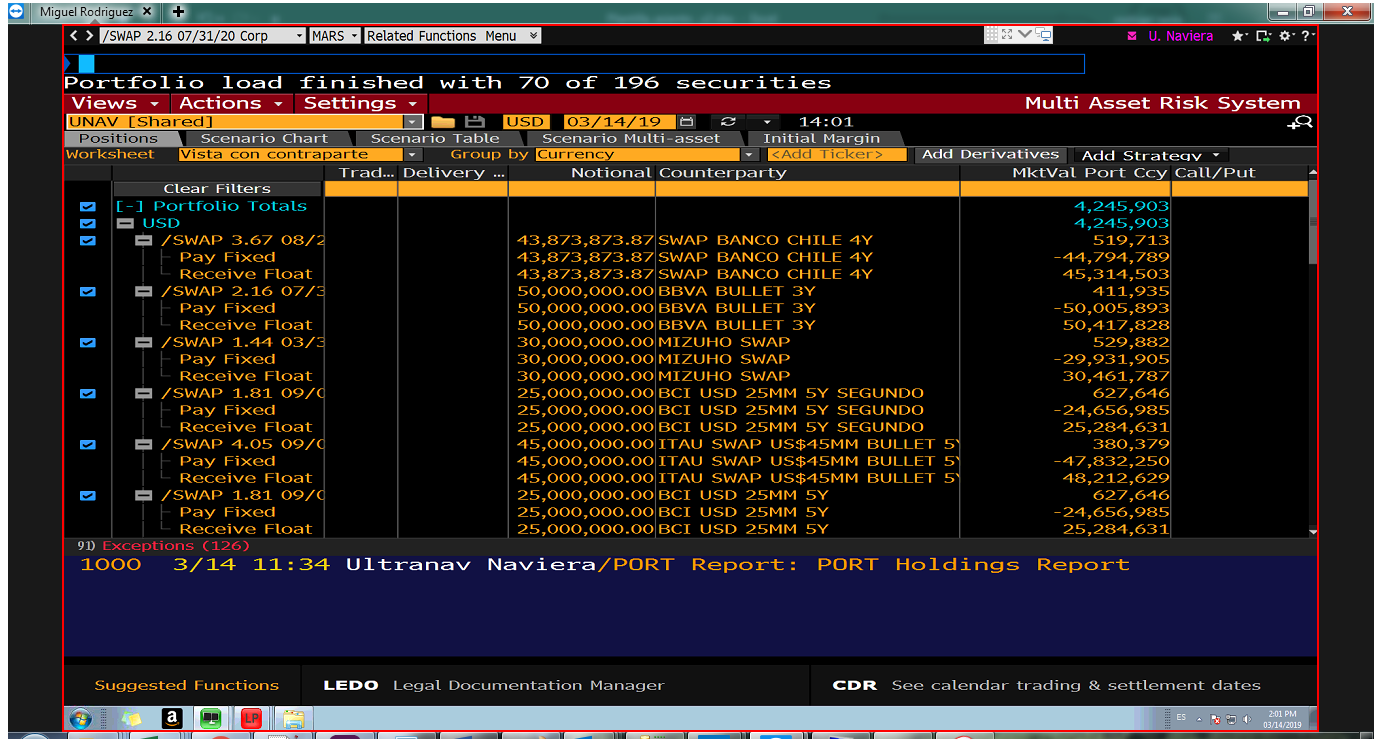 Miguel Rodriguez
/SWAP 2.16 07/31/20 Corp MARS Related Functions Menu U. Naviera
Portfolio load finished with 70 of 196 securities
Views Actions Settings Multi Asset Risk System
UNAV [Shared] USD 03/14/19 14:01
Positions Scenario Chart Scenario Table Scenario Multi-asset Initial Margin
Worksheet Vista con contraparte Group by Currency <Add Ticker> Add Derivatives Add Strategy
Trad... Delivery ... Notional Counterparty MktVal Port Ccy Call/Put
Clear Filters
[-] Portfolio Totals 4,245,903
USD 4,245,903
/SWAP 3.67 08/2 43,873,873.87 SWAP BANCO CHILE 4Y 519,713
Pay Fixed 43,873,873.87 SWAP BANCO CHILE 4Y -44,794,789
Receive Float 43,873,873.87 SWAP BANCO CHILE 4Y 45,314,503
/SWAP 2.16 07/3 50,000,000.00 BBVA BULLET 3Y 411,935
Pay Fixed 50,000,000.00 BBVA BULLET 3Y -50,005,893
Receive Float 50,000,000.00 BBVA BULLET 3Y 50,417,828
/SWAP 1.44 03/3 30,000,000.00 MIZUHO SWAP 529,882
Pay Fixed 30,000,000.00 MIZUHO SWAP -29,931,905
Receive Float 30,000,000.00 MIZUHO SWAP 30,461,787
/SWAP 1.81 09/0 25,000,000.00 BCI USD 25MM 5Y SEGUNDO 627,646
Pay Fixed 25,000,000.00 BCI USD 25MM 5Y SEGUNDO -24,656,985
Receive Float 25,000,000.00 BCI USD 25MM 5Y SEGUNDO 25,284,631
/SWAP 4.05 09/0 45,000,000.00 ITAU SWAP US$45MM BULLET 5Y 380,379
Pay Fixed 45,000,000.00 ITAU SWAP US$45MM BULLET 5Y -47,832,250
Receive Float 45,000,000.00 ITAU SWAP US$45MM BULLET 5Y 48,212,629
/SWAP 1.81 09/0 25,000,000.00 BCI USD 25MM 5Y 627,646
Pay Fixed 25,000,000.00 BCI USD 25MM 5Y -24,656,985
Receive Float 25,000,000.00 BCI USD 25MM 5Y 25,284,631
91) Exceptions (126)
1000 3/14 11:34 Ultranav Naviera/PORT Report: PORT Holdings Report
Suggested Functions LEDO Legal Documentation Manager CDR See calendar trading & settlement dates
a LP ES 2:01 PM
03/14/2019